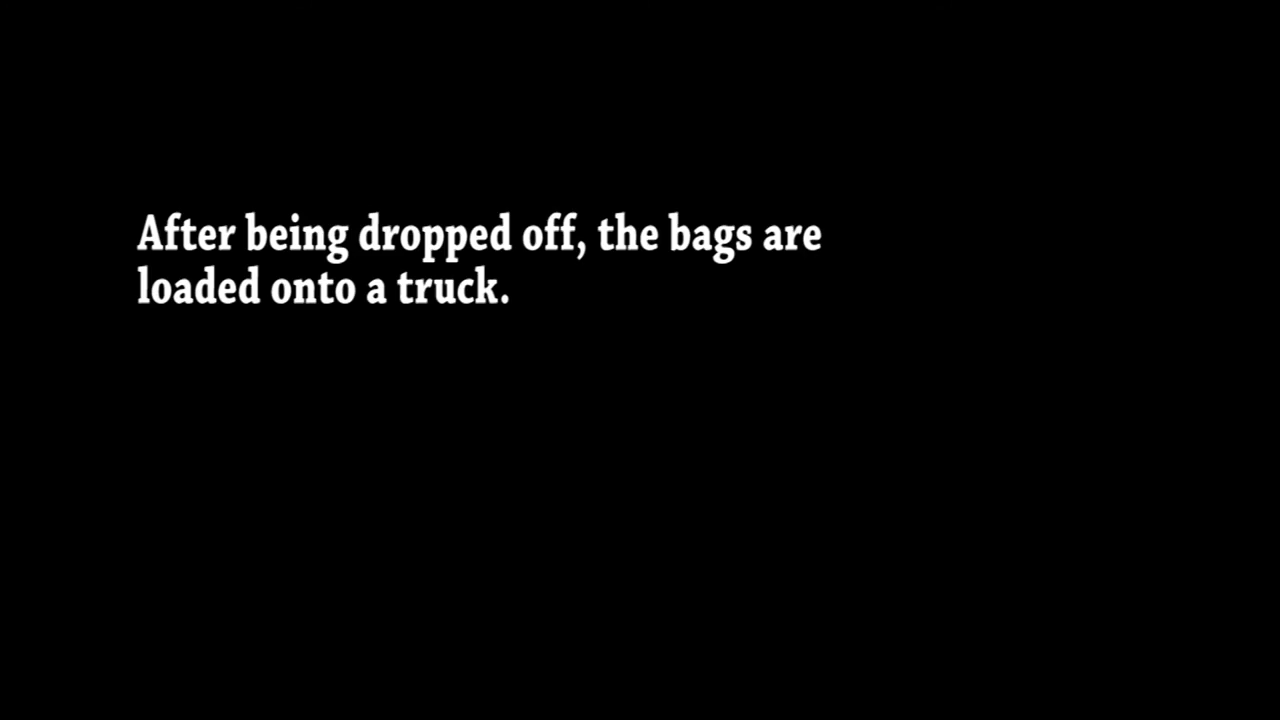 After being dropped off, the bags are
loaded onto a truck.